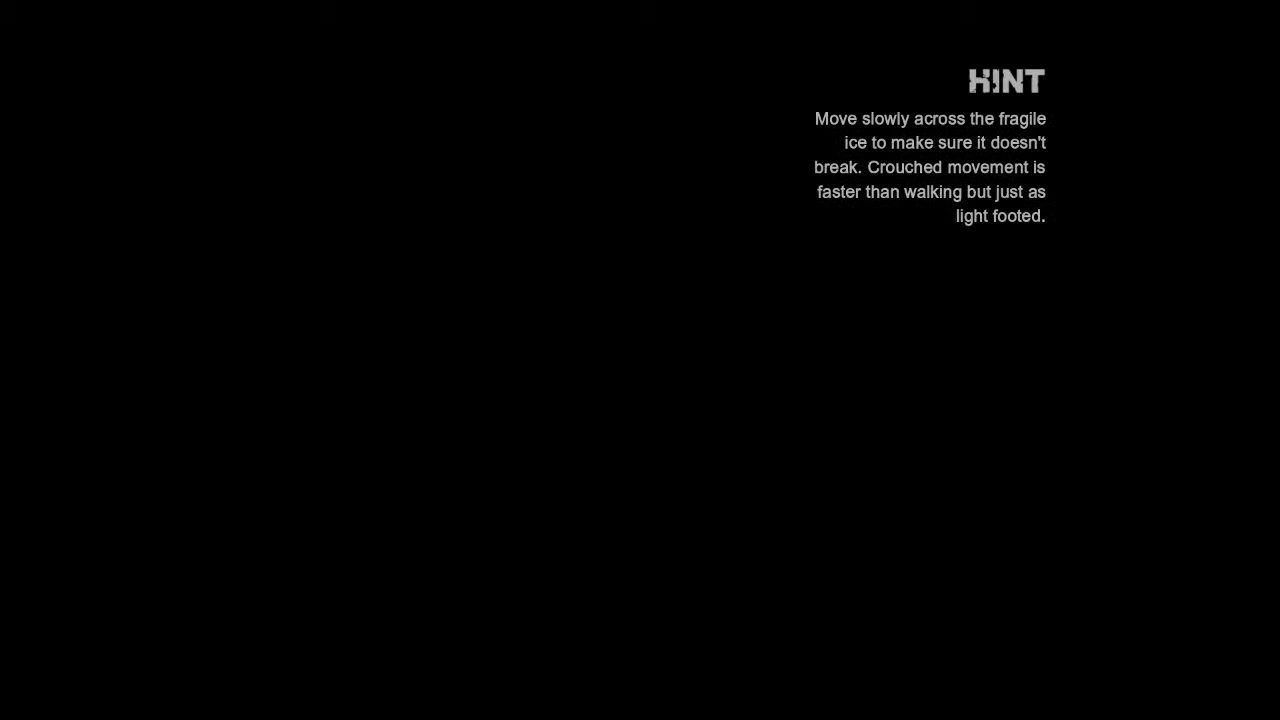 HINT
Move slowly across the fragile
ice to make sure it doesn't
break. Crouched movement is
faster than walking but just as
light footed.